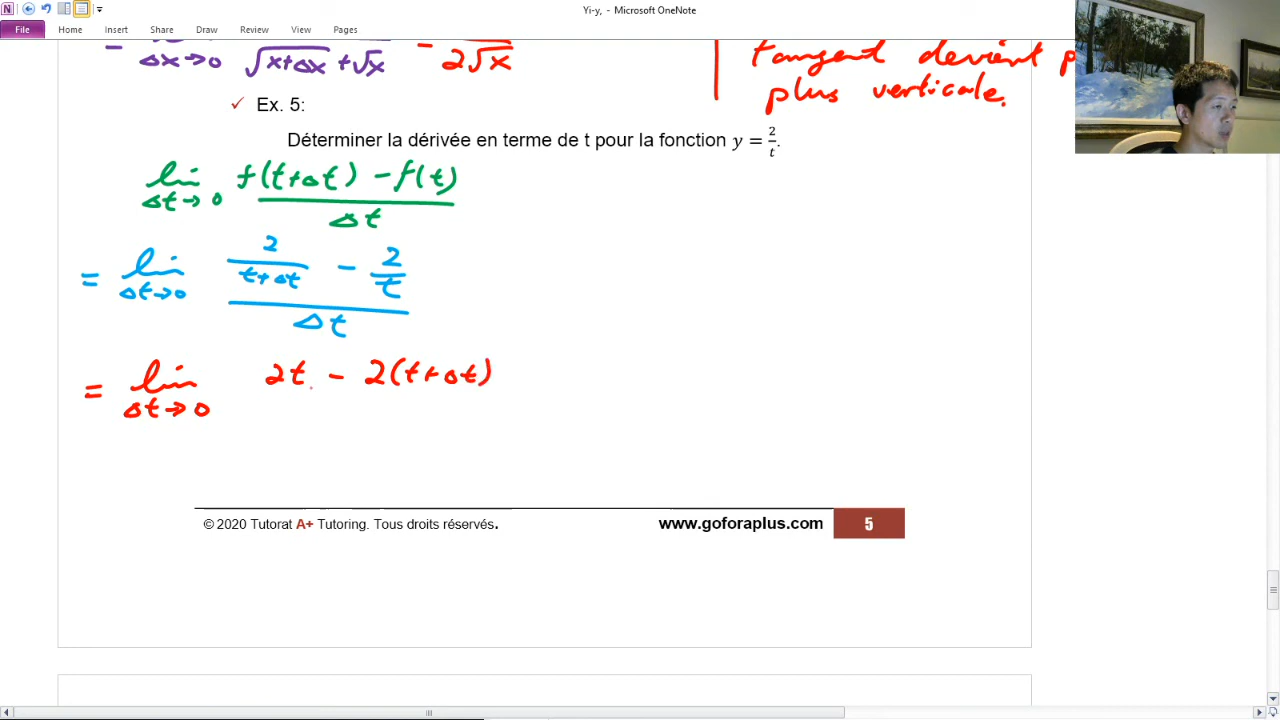 Yi-y, - Microsoft OneNote
File Home Insert Share Draw Review View Pages
= Δx→0 √x+Δx + √x = 2√x
tangent devient p
plus verticale.
✓ Ex. 5:
Déterminer la dérivée en terme de t pour la fonction y = 2/t.
lim Δt→0 (f(t+Δt) - f(t))/Δt
= lim Δt→0 (2/(t+Δt) - 2/t)/Δt
= lim Δt→0 2t - 2(t+Δt)
© 2020 Tutorat A+ Tutoring. Tous droits réservés. www.goforaplus.com 5